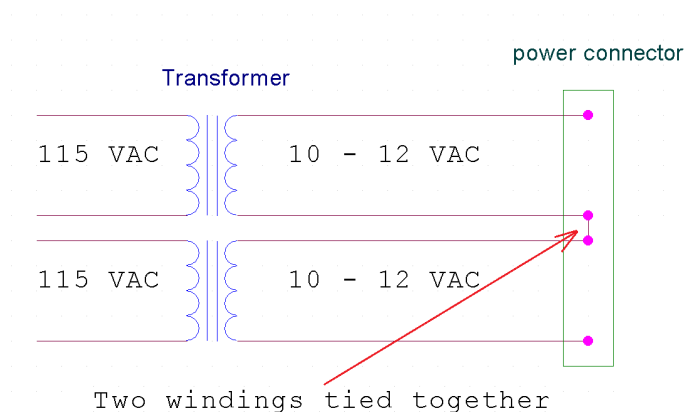 power connector
Transformer
115 VAC
10 - 12 VAC
115 VAC
10 - 12 VAC
Two windings tied together